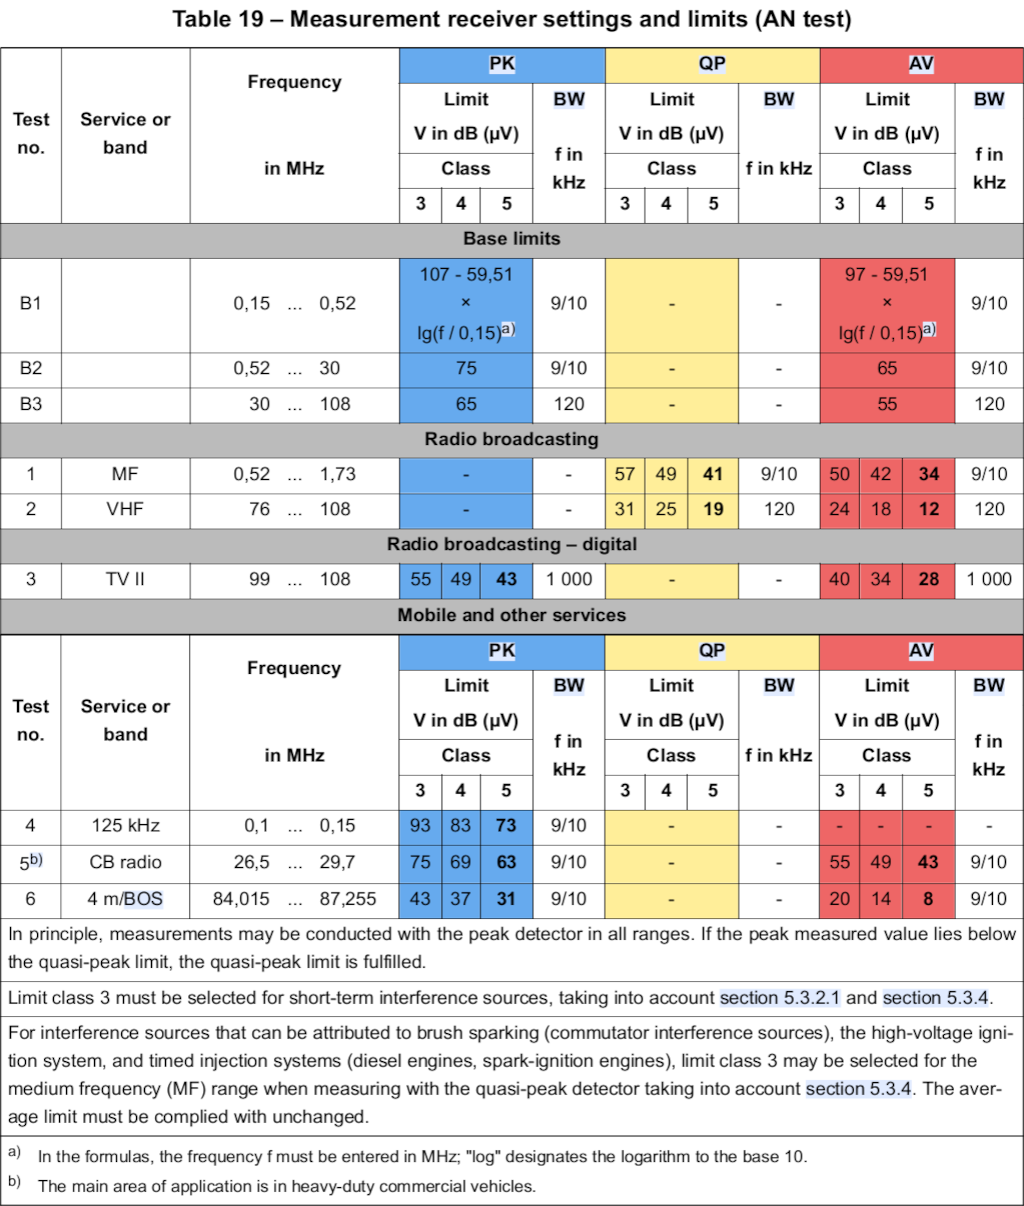 Table 19 – Measurement receiver settings and limits (AN test)
Test no. Service or band Frequency in MHz PK QP AV
Limit V in dB (µV) BW f in kHz Limit V in dB (µV) BW f in kHz Limit V in dB (µV) BW f in kHz
Class Class Class
3 4 5 3 4 5 3 4 5
Base limits
B1 0,15 ... 0,52 107 - 59,51 × lg(f / 0,15)a) 9/10 - - 97 - 59,51 × lg(f / 0,15)a) 9/10
B2 0,52 ... 30 75 9/10 - - 65 9/10
B3 30 ... 108 65 120 - - 55 120
Radio broadcasting
1 MF 0,52 ... 1,73 - - 57 49 41 9/10 50 42 34 9/10
2 VHF 76 ... 108 - - 31 25 19 120 24 18 12 120
Radio broadcasting – digital
3 TV II 99 ... 108 55 49 43 1 000 - - 40 34 28 1 000
Mobile and other services
Test no. Service or band Frequency in MHz PK QP AV
Limit V in dB (µV) BW f in kHz Limit V in dB (µV) BW f in kHz Limit V in dB (µV) BW f in kHz
Class Class Class
3 4 5 3 4 5 3 4 5
4 125 kHz 0,1 ... 0,15 93 83 73 9/10 - - - - - -
5b) CB radio 26,5 ... 29,7 75 69 63 9/10 - - 55 49 43 9/10
6 4 m/BOS 84,015 ... 87,255 43 37 31 9/10 - - 20 14 8 9/10
In principle, measurements may be conducted with the peak detector in all ranges. If the peak measured value lies below
the quasi-peak limit, the quasi-peak limit is fulfilled.
Limit class 3 must be selected for short-term interference sources, taking into account section 5.3.2.1 and section 5.3.4.
For interference sources that can be attributed to brush sparking (commutator interference sources), the high-voltage igni-
tion system, and timed injection systems (diesel engines, spark-ignition engines), limit class 3 may be selected for the
medium frequency (MF) range when measuring with the quasi-peak detector taking into account section 5.3.4. The aver-
age limit must be complied with unchanged.
a) In the formulas, the frequency f must be entered in MHz; "log" designates the logarithm to the base 10.
b) The main area of application is in heavy-duty commercial vehicles.